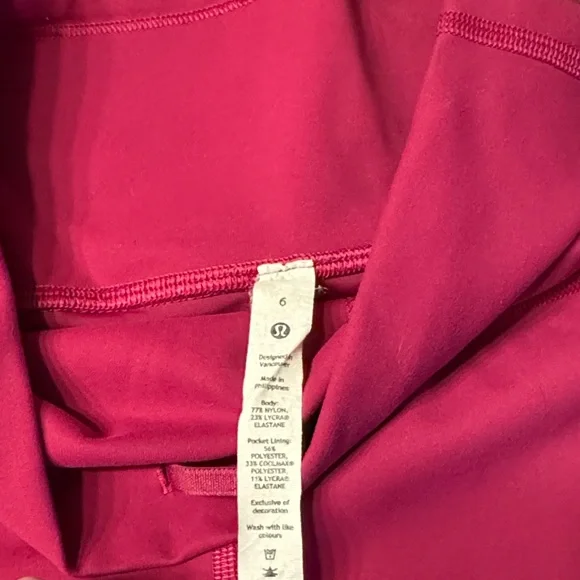 6
Designed in
Vancouver
Made in
Philippines
Body:
77% NYLON,
23% LYCRA®
ELASTANE
Pocket Lining:
56%
POLYESTER,
33% COOLMAX®
POLYESTER,
11% LYCRA®
ELASTANE
Exclusive of
decoration
Wash with like
colours